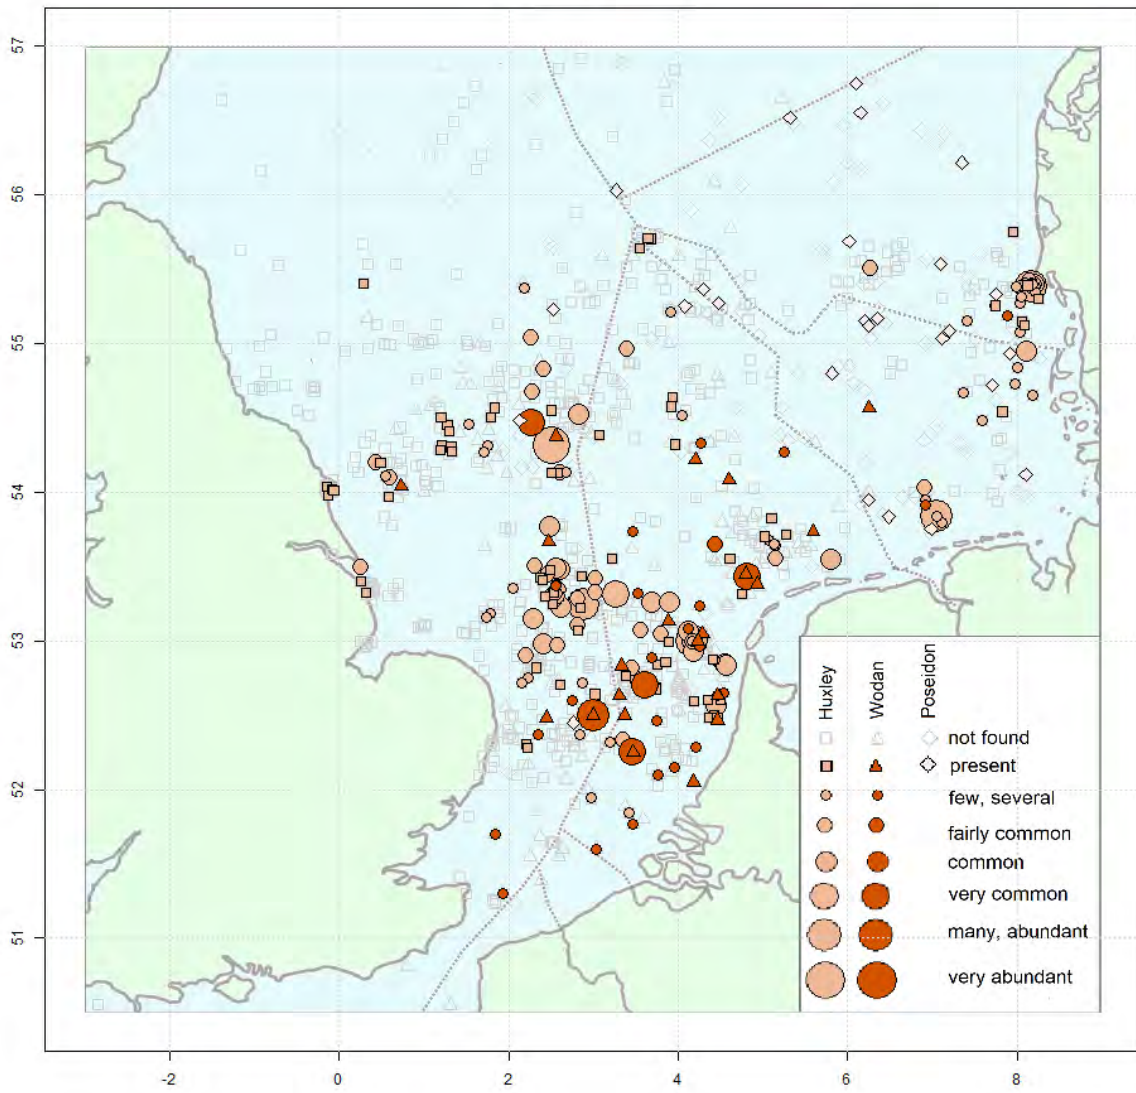 57
56
55
54
53
52
51
-2
0
2
4
6
8
Huxley
Wodan
Poseidon
not found
present
few, several
fairly common
common
very common
many, abundant
very abundant